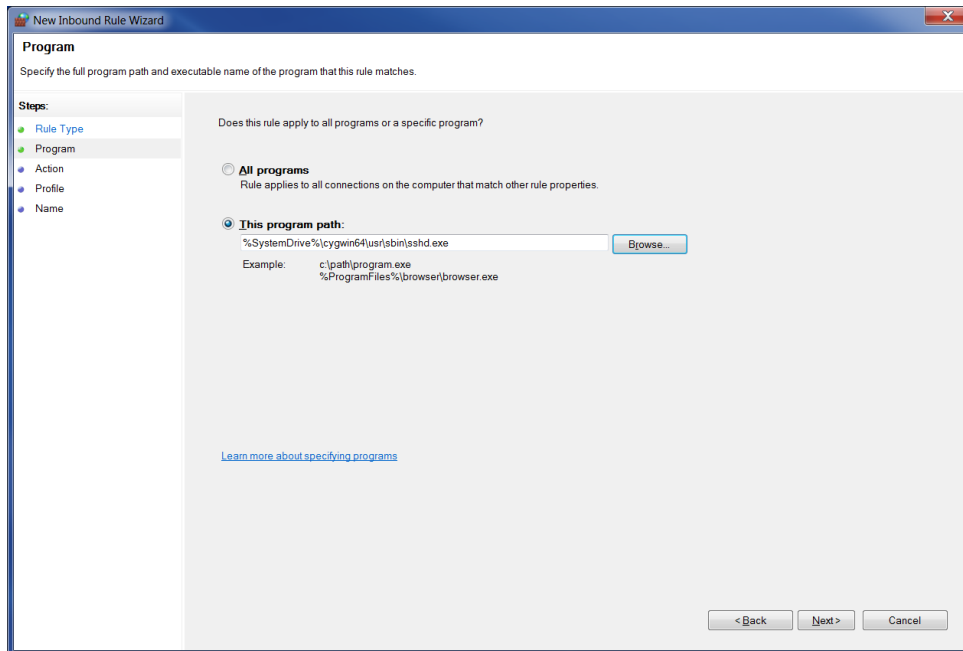 New Inbound Rule Wizard
Program
Specify the full program path and executable name of the program that this rule matches.
Steps:
Rule Type
Program
Action
Profile
Name
Does this rule apply to all programs or a specific program?
All programs
Rule applies to all connections on the computer that match other rule properties.
This program path:
%SystemDrive%\cygwin64\usr\sbin\sshd.exe
Browse...
Example: c:\path\program.exe
%ProgramFiles%\browser\browser.exe
Learn more about specifying programs
< Back Next > Cancel